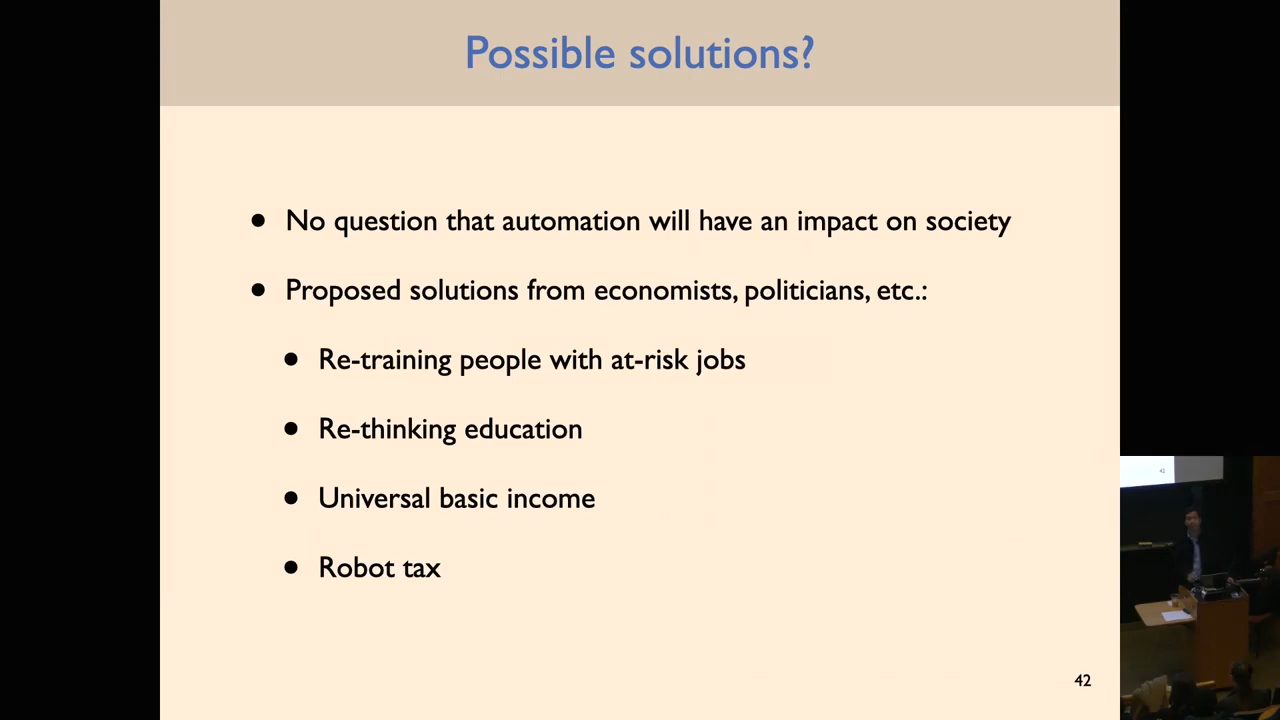 Possible solutions?
• No question that automation will have an impact on society
• Proposed solutions from economists, politicians, etc.:
• Re-training people with at-risk jobs
• Re-thinking education
• Universal basic income
• Robot tax
42
42